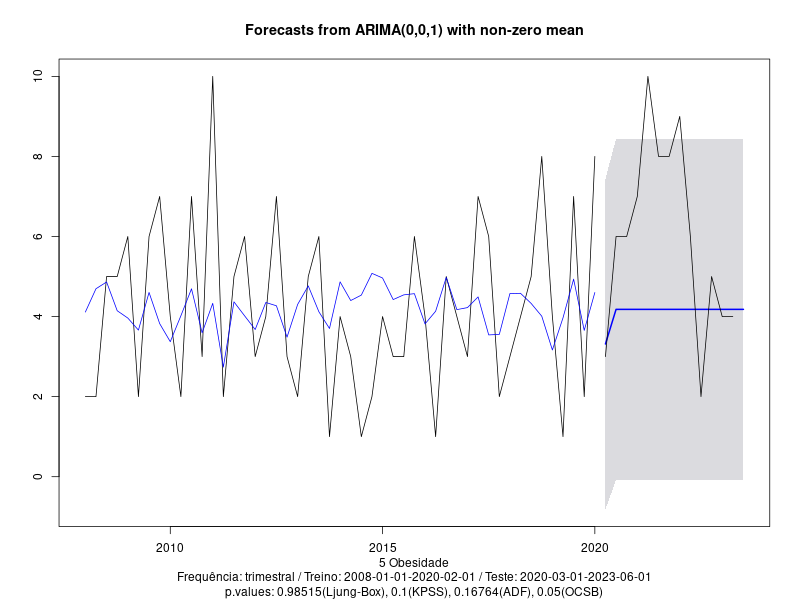 Forecasts from ARIMA(0,0,1) with non-zero mean
10
8
6
4
2
0
2010
2015
2020
5 Obesidade
Frequência: trimestral / Treino: 2008-01-01-2020-02-01 / Teste: 2020-03-01-2023-06-01
p.values: 0.98515(Ljung-Box), 0.1(KPSS), 0.16764(ADF), 0.05(OCSB)